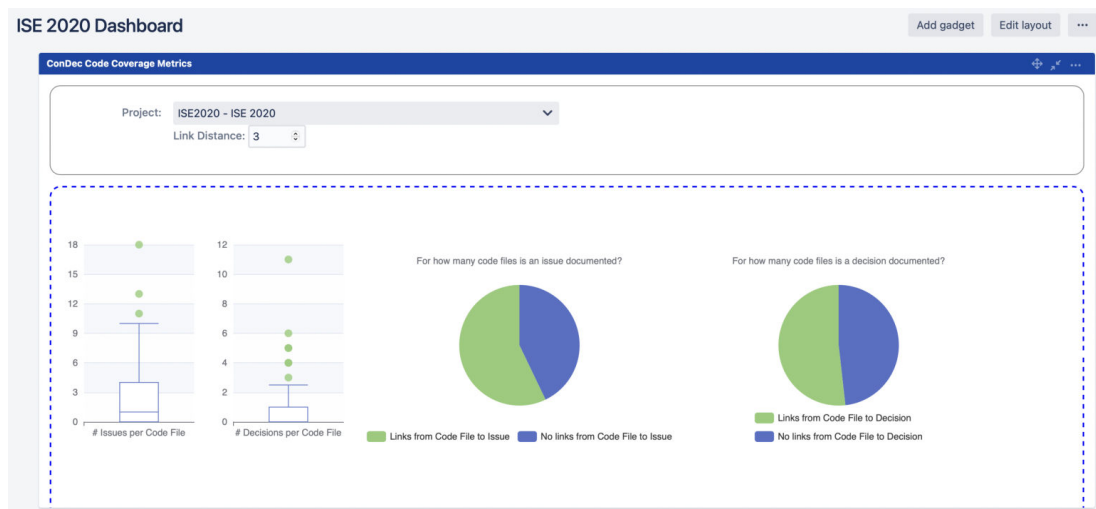 ISE 2020 Dashboard
Add gadget
Edit layout
...
ConDec Code Coverage Metrics
...
Project: ISE2020 - ISE 2020
Link Distance: 3
18
15
12
9
6
3
0
# Issues per Code File
12
10
8
6
4
2
0
# Decisions per Code File
For how many code files is an issue documented?
Links from Code File to Issue
No links from Code File to Issue
For how many code files is a decision documented?
Links from Code File to Decision
No links from Code File to Decision